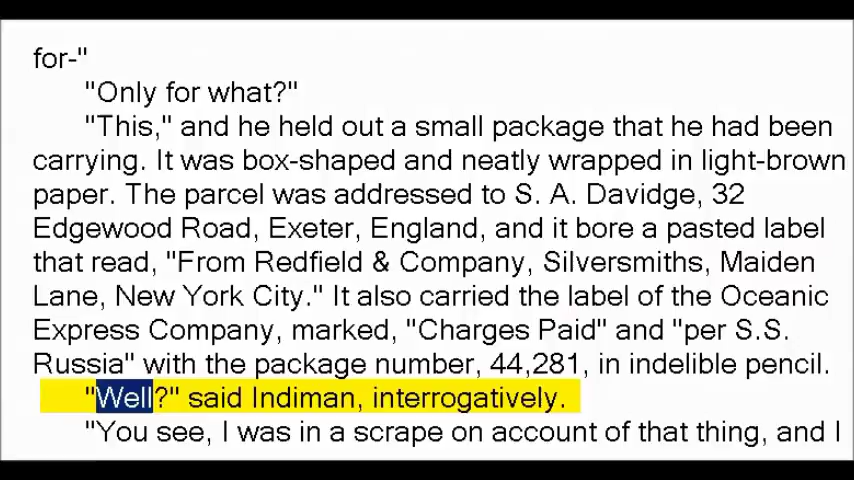 for-"
"Only for what?"
"This," and he held out a small package that he had been
carrying. It was box-shaped and neatly wrapped in light-brown
paper. The parcel was addressed to S. A. Davidge, 32
Edgewood Road, Exeter, England, and it bore a pasted label
that read, "From Redfield & Company, Silversmiths, Maiden
Lane, New York City." It also carried the label of the Oceanic
Express Company, marked, "Charges Paid" and "per S.S.
Russia" with the package number, 44,281, in indelible pencil.
"Well?" said Indiman, interrogatively.
"You see, I was in a scrape on account of that thing, and I